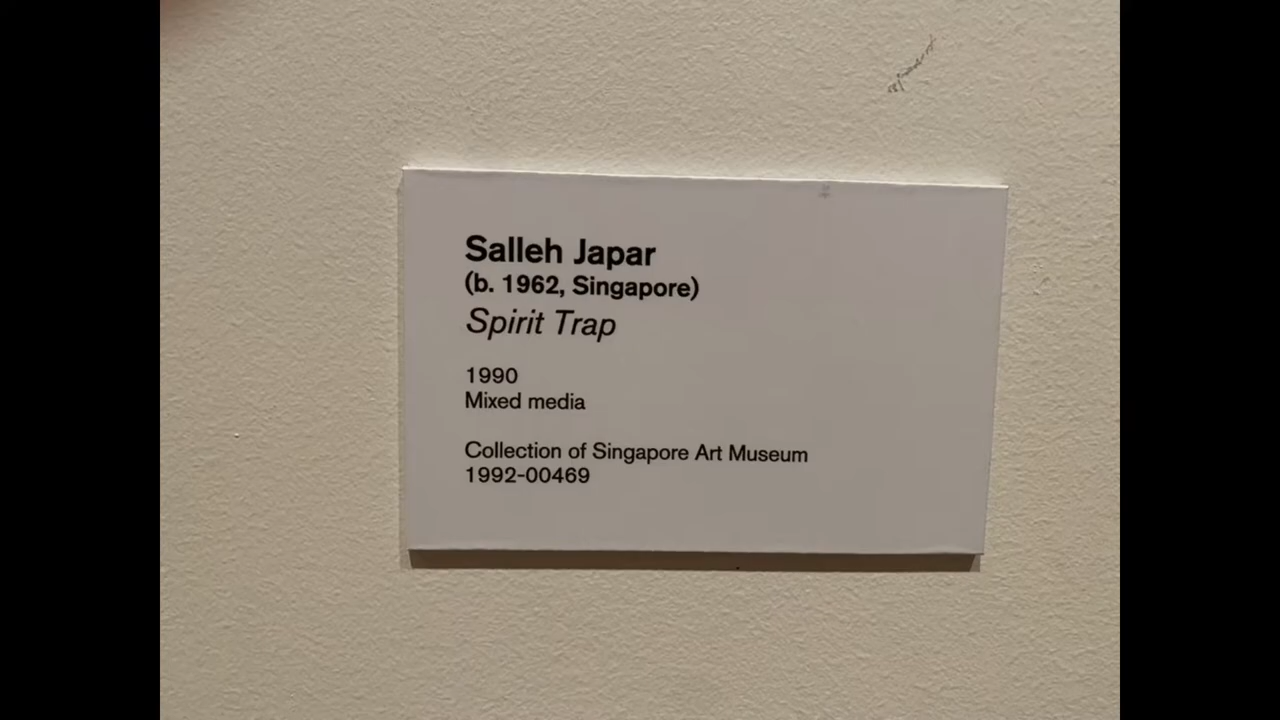 Salleh Japar
(b. 1962, Singapore)
Spirit Trap
1990
Mixed media
Collection of Singapore Art Museum
1992-00469